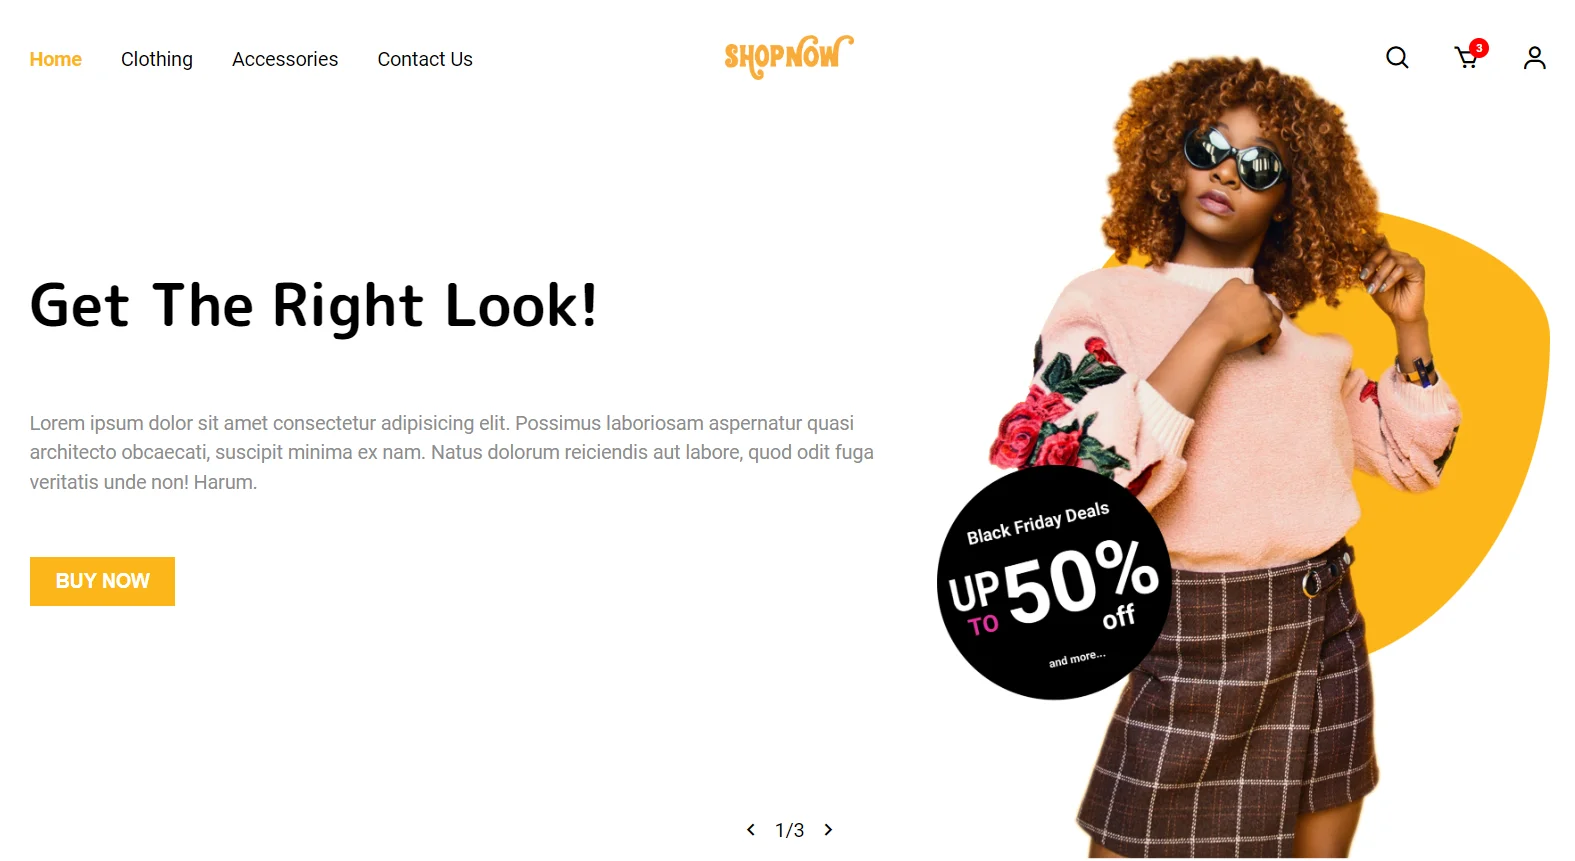 Home Clothing Accessories Contact Us SHOPNOW 3
Get The Right Look!
Lorem ipsum dolor sit amet consectetur adipisicing elit. Possimus laboriosam aspernatur quasi
architecto obcaecati, suscipit minima ex nam. Natus dolorum reiciendis aut labore, quod odit fuga
veritatis unde non! Harum.
BUY NOW
Black Friday Deals
UP TO 50% off
and more...
1/3